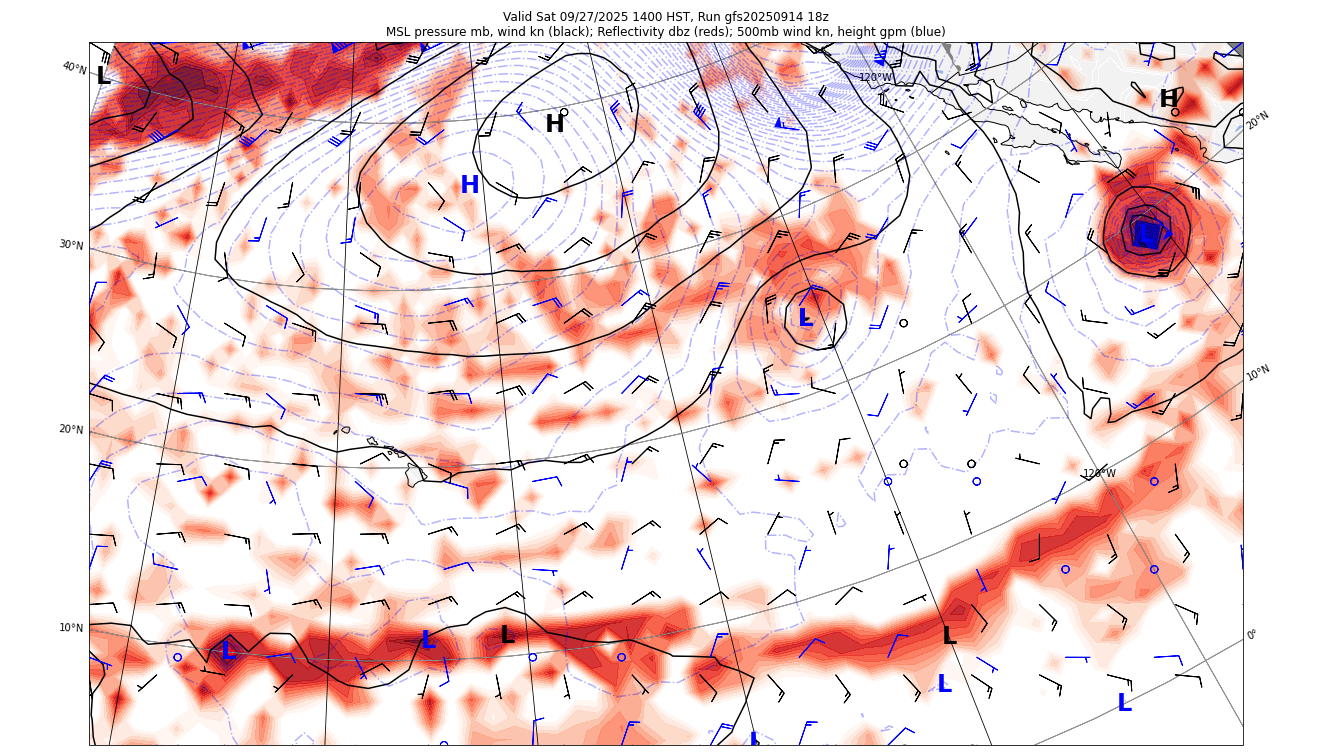 Valid Sat 09/27/2025 1400 HST, Run gfs20250914 18z
MSL pressure mb, wind kn (black); Reflectivity dbz (reds); 500mb wind kn, height gpm (blue)
40°N
L
120°W
H
H
20°N
H
30°N
L
L
10°N
20°N
120°W
10°N
L
L
L
L
0°
L
L
L